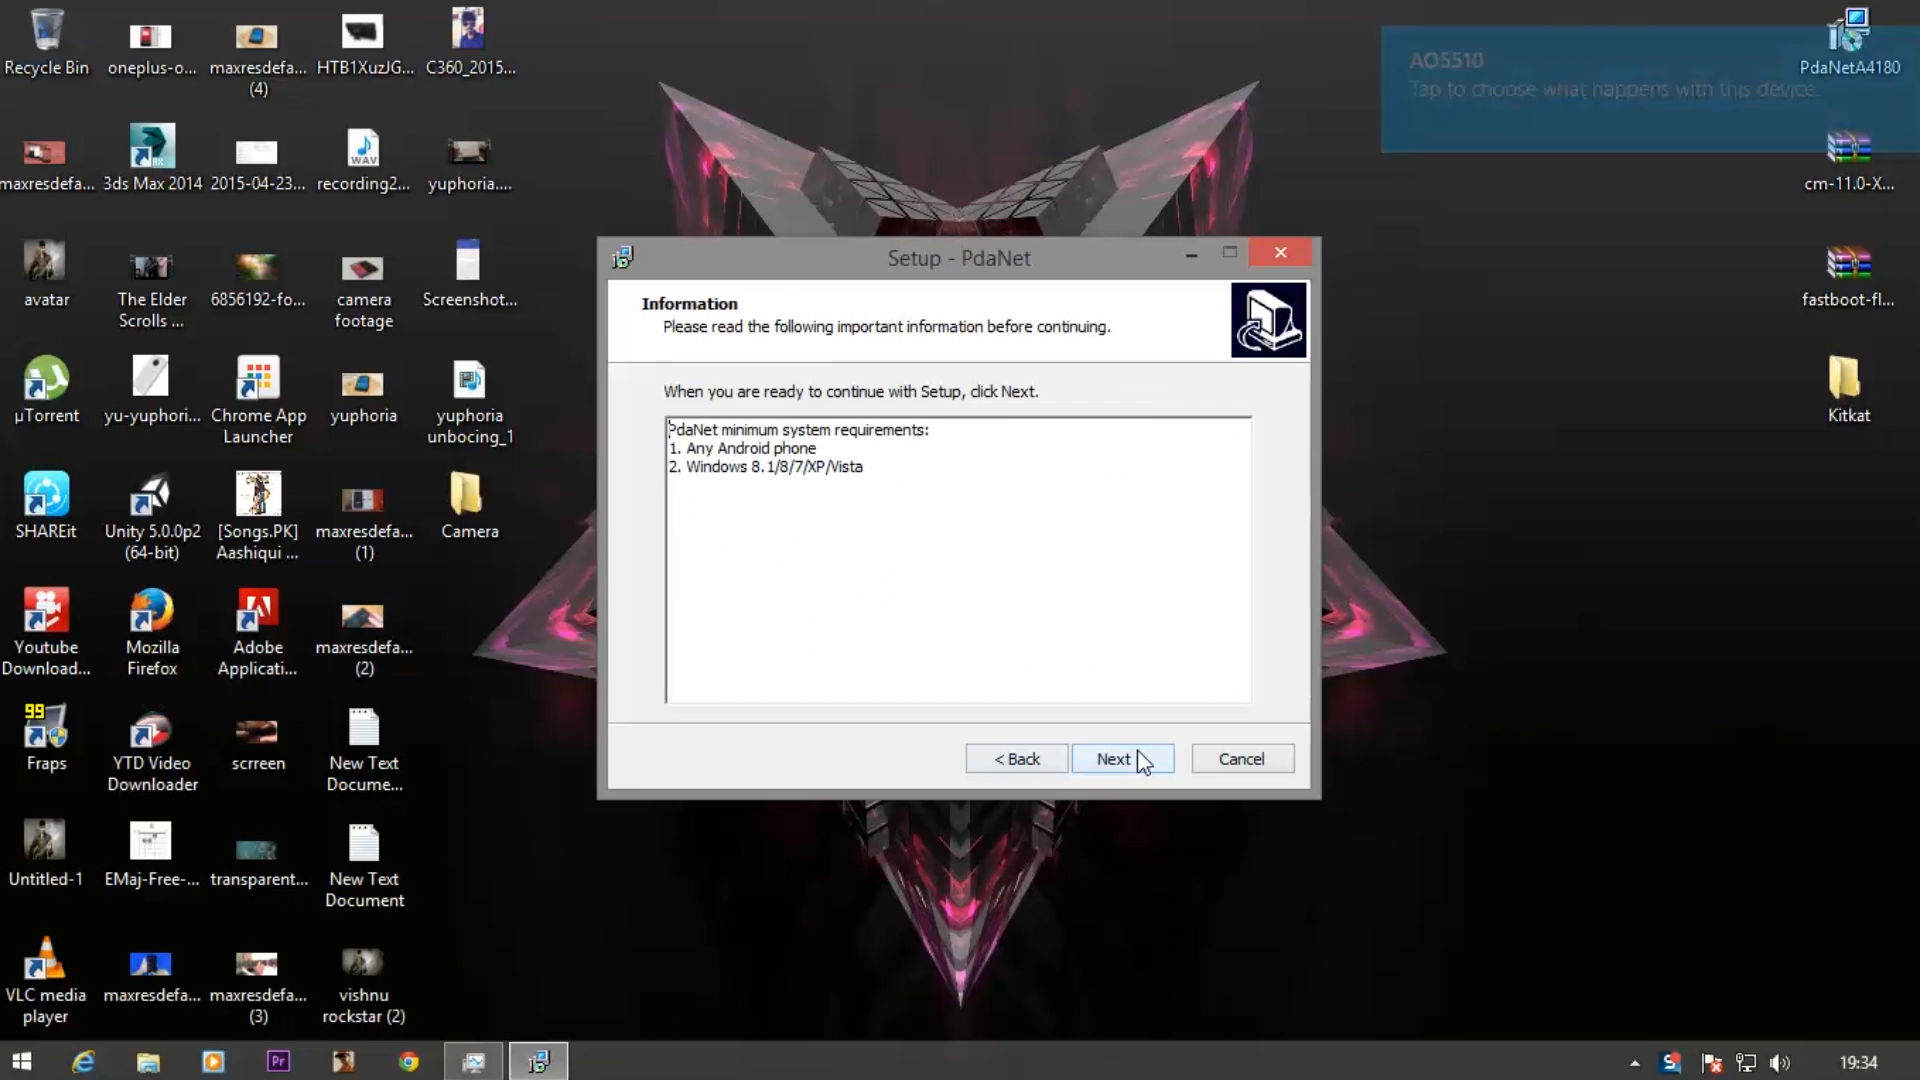 Recycle Bin
oneplus-o...
maxresdefa...
(4)
HTB1XuzJG...
C360_2015...
maxresdefa...
3ds Max 2014
2015-04-23...
WAV
recording2...
yuphoria....
avatar
The Elder
Scrolls ...
6856192-fo...
camera
footage
Screenshot...
µTorrent
yu-yuphori...
Chrome App
Launcher
yuphoria
yuphoria
unbocing_1
SHAREit
Unity 5.0.0p2
(64-bit)
[Songs.PK]
Aashiqui ...
maxresdefa...
(1)
Camera
Youtube
Download...
Mozilla
Firefox
Adobe
Applicati...
maxresdefa...
(2)
99
Fraps
YTD Video
Downloader
scrreen
New Text
Docume...
Untitled-1
EMaj-Free-...
transparent...
New Text
Document
VLC media
player
maxresdefa...
maxresdefa...
(3)
vishnu
rockstar (2)
Setup - PdaNet
Information
Please read the following important information before continuing.
When you are ready to continue with Setup, click Next.
PdaNet minimum system requirements:
1. Any Android phone
2. Windows 8.1/8/7/XP/Vista
< Back
Next
Cancel
AO5510
Tap to choose what happens with this device.
PdaNetA4180
cm-11.0-X...
fastboot-fl...
Kitkat
Pr
19:34